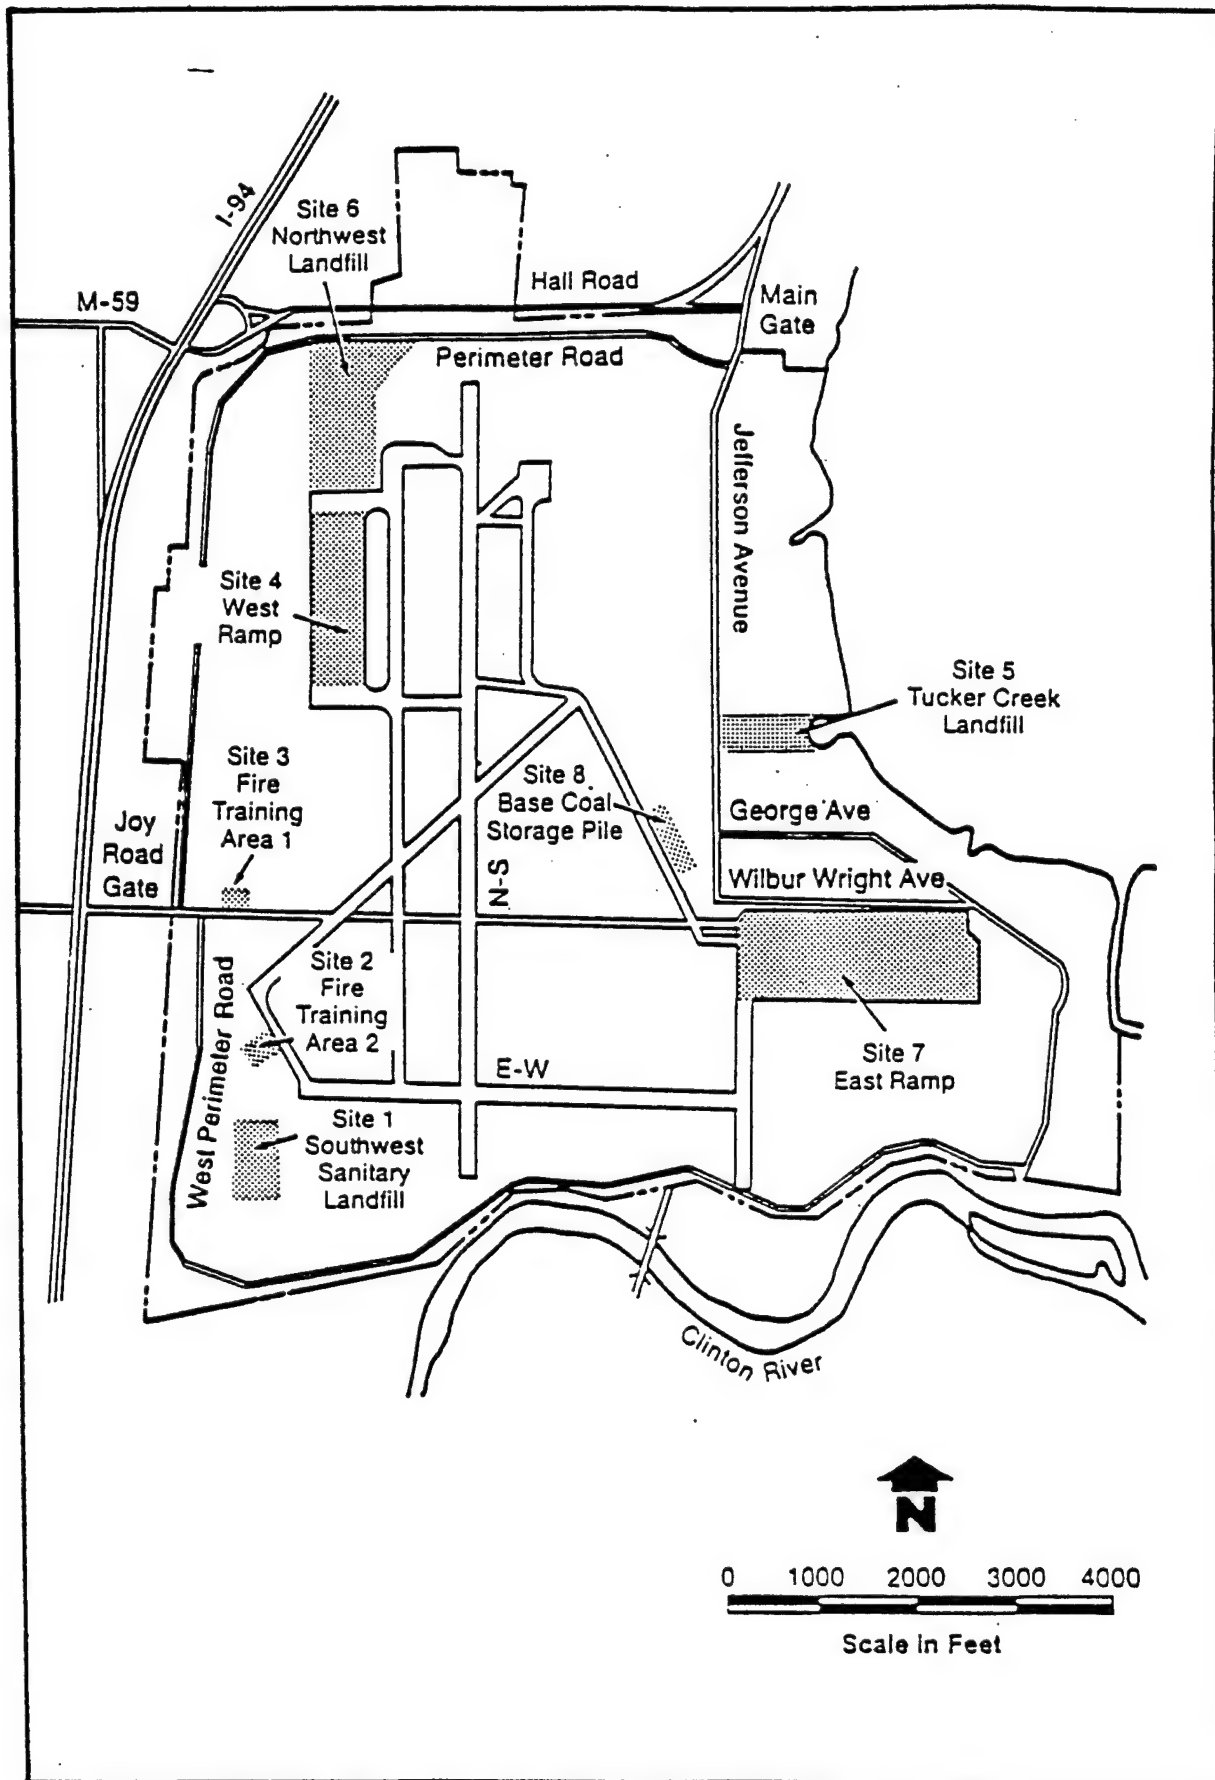 I-94
Site 6
Northwest
Landfill
M-59
Hall Road
Main
Gate
Perimeter Road
Jefferson Avenue
Site 4
West
Ramp
Site 5
Tucker Creek
Landfill
Site 3
Fire
Training
Area 1
Site 8
Base Coal
Storage Pile
George Ave
Joy
Road
Gate
N-S
Wilbur Wright Ave
West Perimeter Road
Site 2
Fire
Training
Area 2
E-W
Site 7
East Ramp
Site 1
Southwest
Sanitary
Landfill
Clinton River
N
0 1000 2000 3000 4000
Scale in Feet